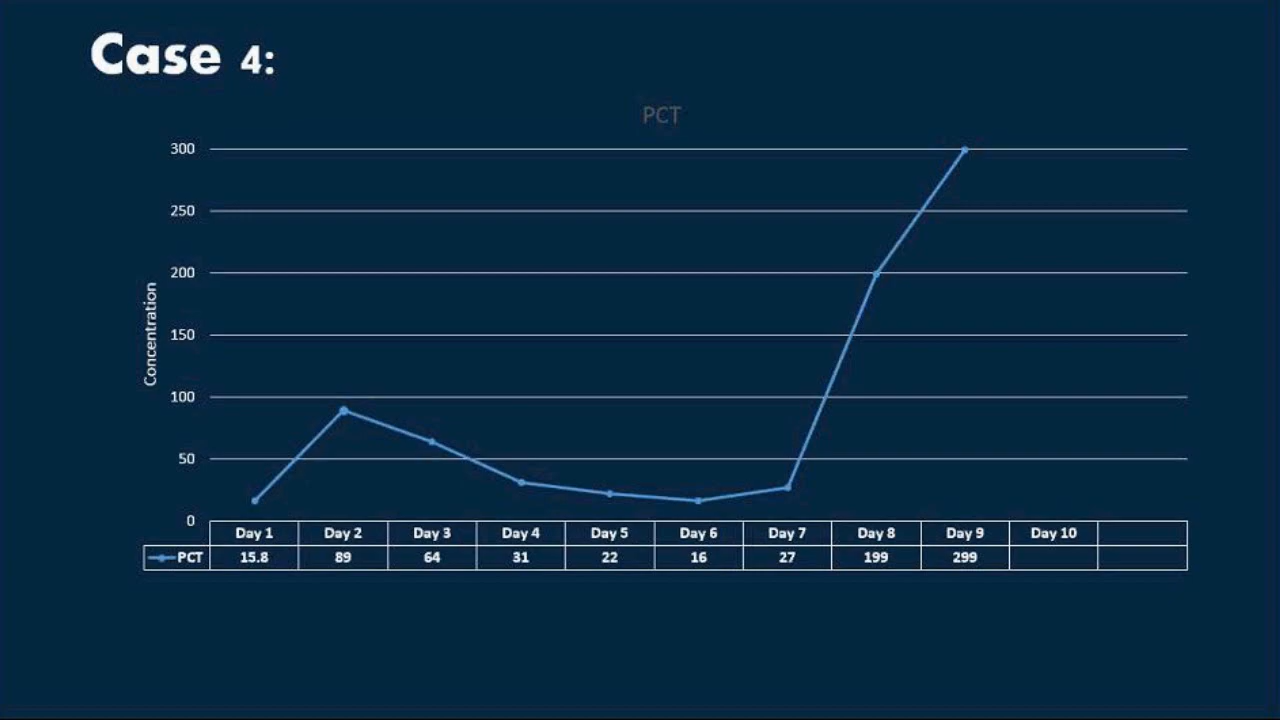 Case 4:
PCT
300
250
200
150
100
50
0
Concentration
Day 1 Day 2 Day 3 Day 4 Day 5 Day 6 Day 7 Day 8 Day 9 Day 10
PCT 15.8 89 64 31 22 16 27 199 299